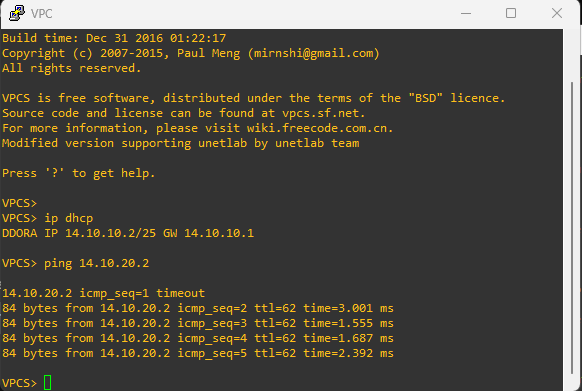 VPC
Build time: Dec 31 2016 01:22:17
Copyright (c) 2007-2015, Paul Meng (mirnshi@gmail.com)
All rights reserved.
VPCS is free software, distributed under the terms of the "BSD" licence.
Source code and license can be found at vpcs.sf.net.
For more information, please visit wiki.freecode.com.cn.
Modified version supporting unetlab by unetlab team
Press '?' to get help.
VPCS>
VPCS> ip dhcp
DDORA IP 14.10.10.2/25 GW 14.10.10.1
VPCS> ping 14.10.20.2
14.10.20.2 icmp_seq=1 timeout
84 bytes from 14.10.20.2 icmp_seq=2 ttl=62 time=3.001 ms
84 bytes from 14.10.20.2 icmp_seq=3 ttl=62 time=1.555 ms
84 bytes from 14.10.20.2 icmp_seq=4 ttl=62 time=1.687 ms
84 bytes from 14.10.20.2 icmp_seq=5 ttl=62 time=2.392 ms
VPCS>